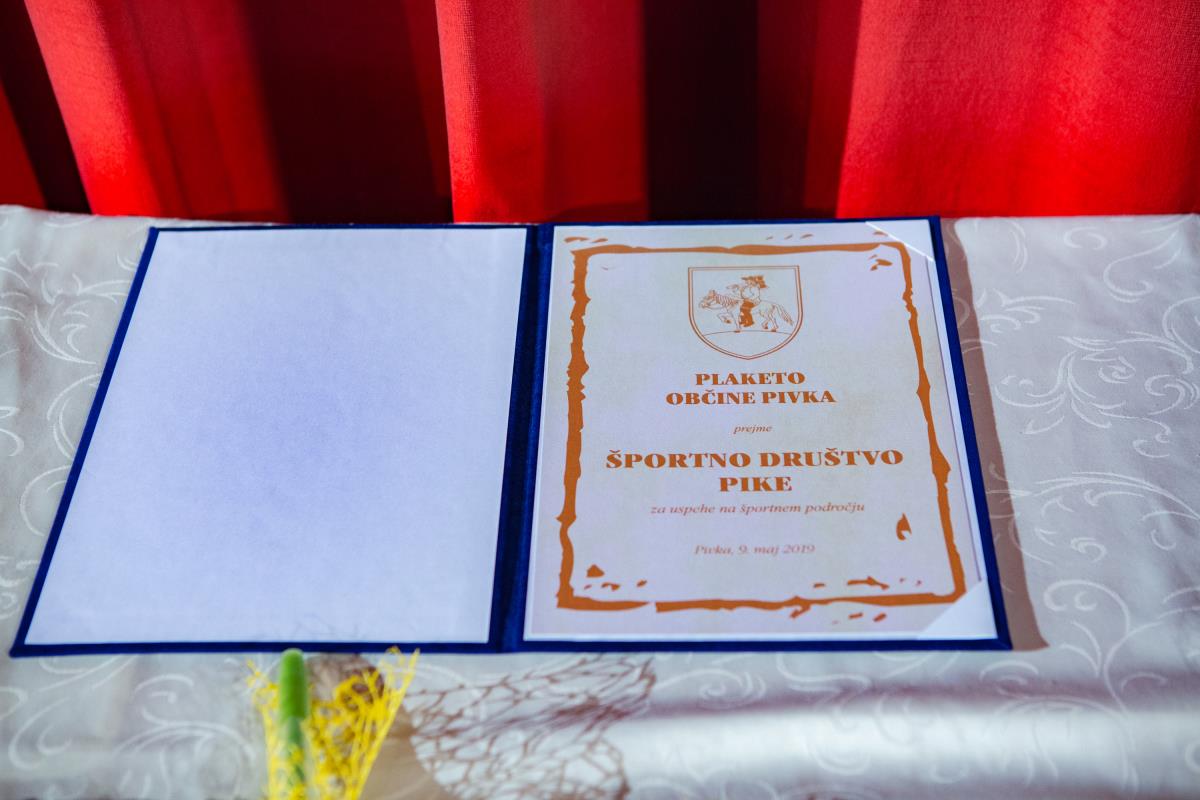 PLAKETO
OBČINE PIVKA
prejme
ŠPORTNO DRUŠTVO
PIKE
za uspehe na športnem področju
Pivka, 9. maj 2019